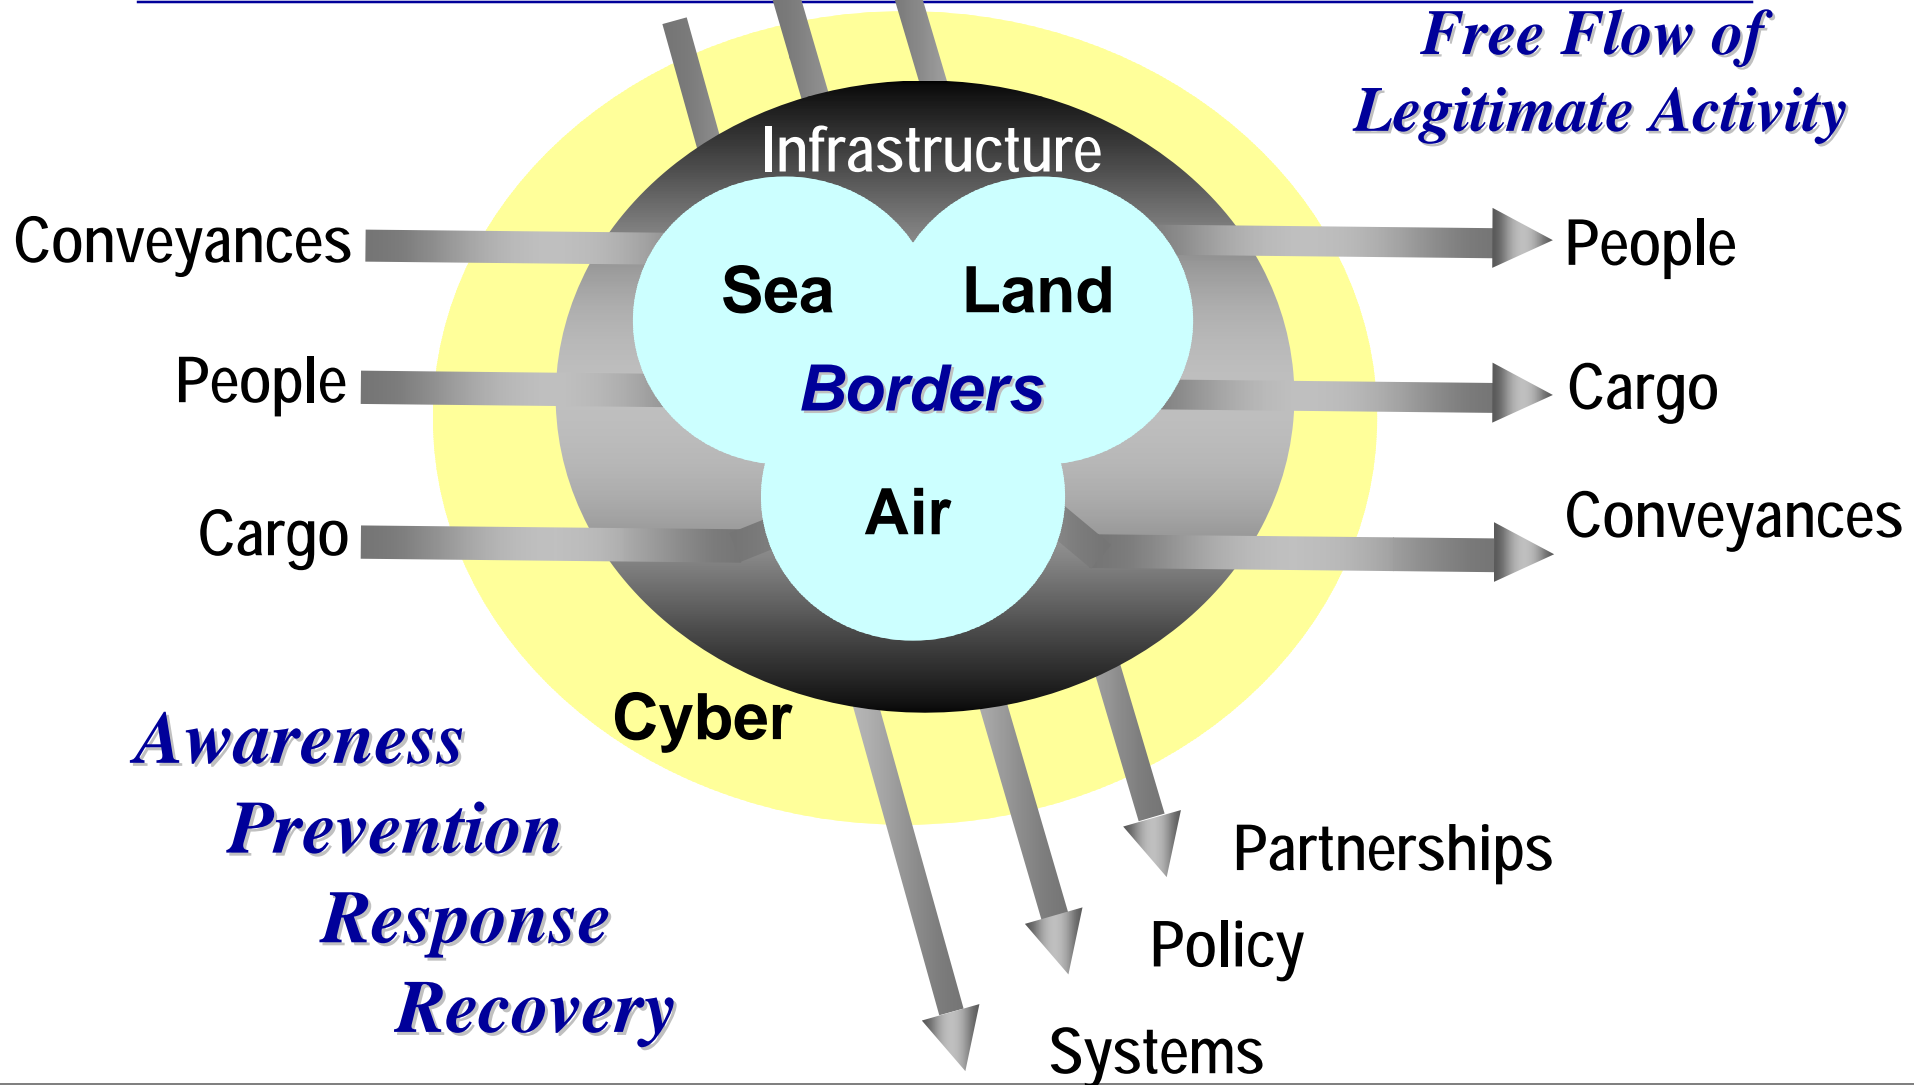 Free Flow of
Legitimate Activity
Infrastructure
Conveyances
People
Sea
Land
Borders
People
Cargo
Cargo
Air
Conveyances
Cyber
Awareness
Prevention
Response
Recovery
Partnerships
Policy
Systems